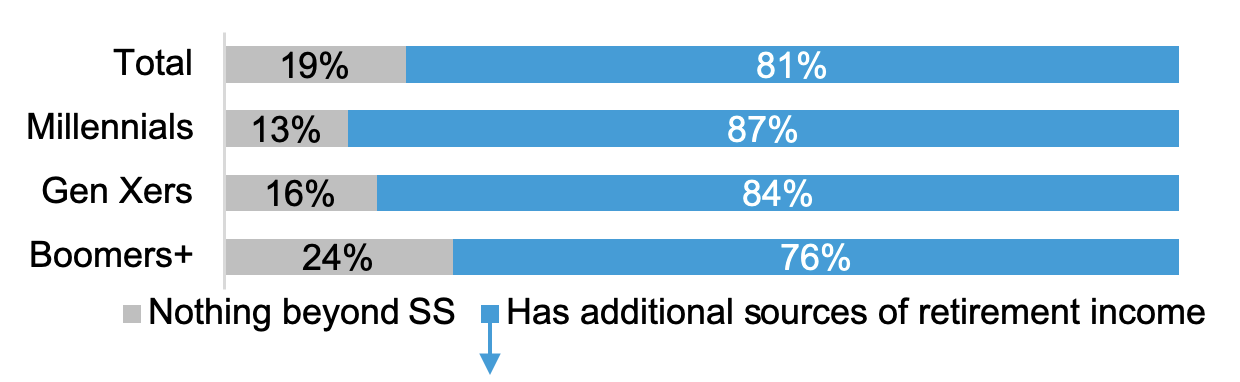 Total 19% 81%
Millennials 13% 87%
Gen Xers 16% 84%
Boomers+ 24% 76%
Nothing beyond SS Has additional sources of retirement income